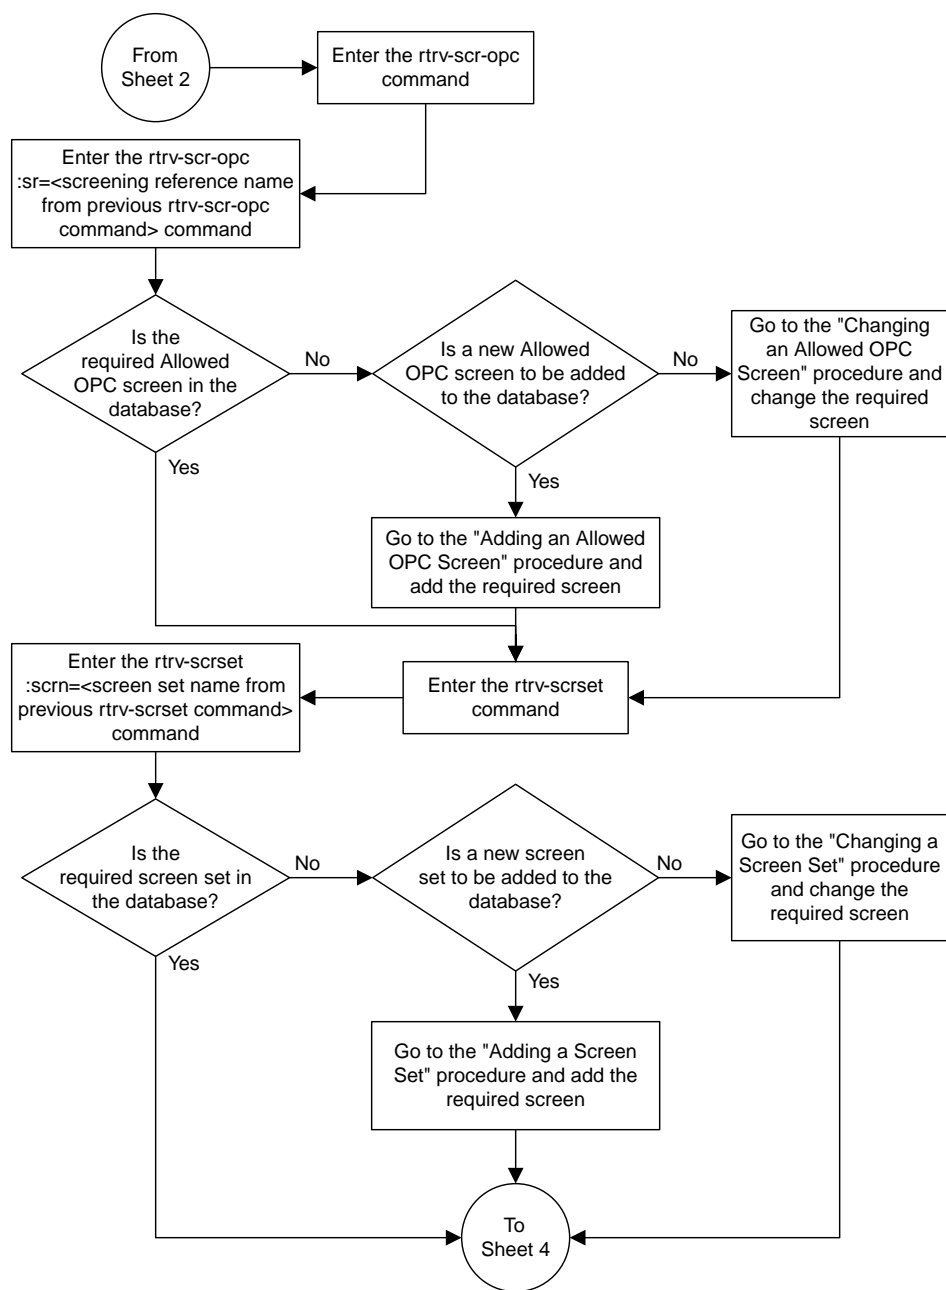 From
Sheet 2
Enter the rtrv-scr-opc
command
Enter the rtrv-scr-opc
:sr=<screening reference name
from previous rtrv-scr-opc
command> command
Is the
required Allowed
OPC screen in the
database?
No
Is a new Allowed
OPC screen to be added
to the database?
No
Go to the "Changing
an Allowed OPC
Screen" procedure and
change the required
screen
Yes
Yes
Go to the "Adding an Allowed
OPC Screen" procedure and
add the required screen
Enter the rtrv-scrset
:scrn=<screen set name from
previous rtrv-scrset command>
command
Enter the rtrv-scrset
command
Is the
required screen set in
the database?
No
Is a new screen
set to be added to the
database?
No
Go to the "Changing a
Screen Set" procedure
and change the
required screen
Yes
Yes
Go to the "Adding a Screen
Set" procedure and add the
required screen
To
Sheet 4